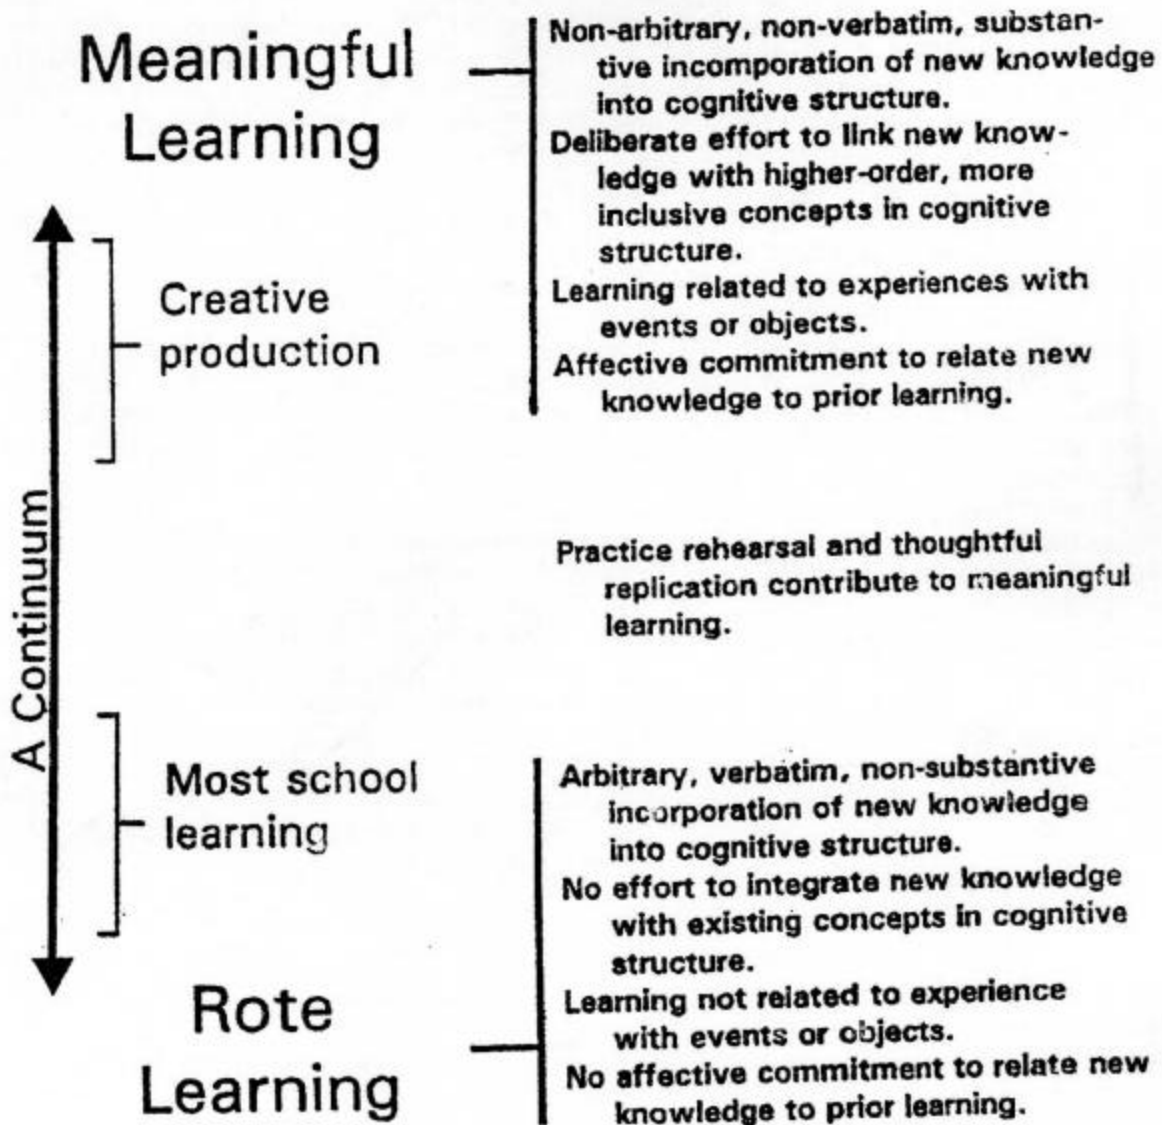 Meaningful
Learning
Non-arbitrary, non-verbatim, substan-
tive incomporation of new knowledge
into cognitive structure.
Deliberate effort to link new know-
ledge with higher-order, more
inclusive concepts in cognitive
structure.
Learning related to experiences with
events or objects.
Affective commitment to relate new
knowledge to prior learning.
Creative
production
A Continuum
Practice rehearsal and thoughtful
replication contribute to meaningful
learning.
Most school
learning
Arbitrary, verbatim, non-substantive
incorporation of new knowledge
into cognitive structure.
No effort to integrate new knowledge
with existing concepts in cognitive
structure.
Learning not related to experience
with events or objects.
No affective commitment to relate new
knowledge to prior learning.
Rote
Learning